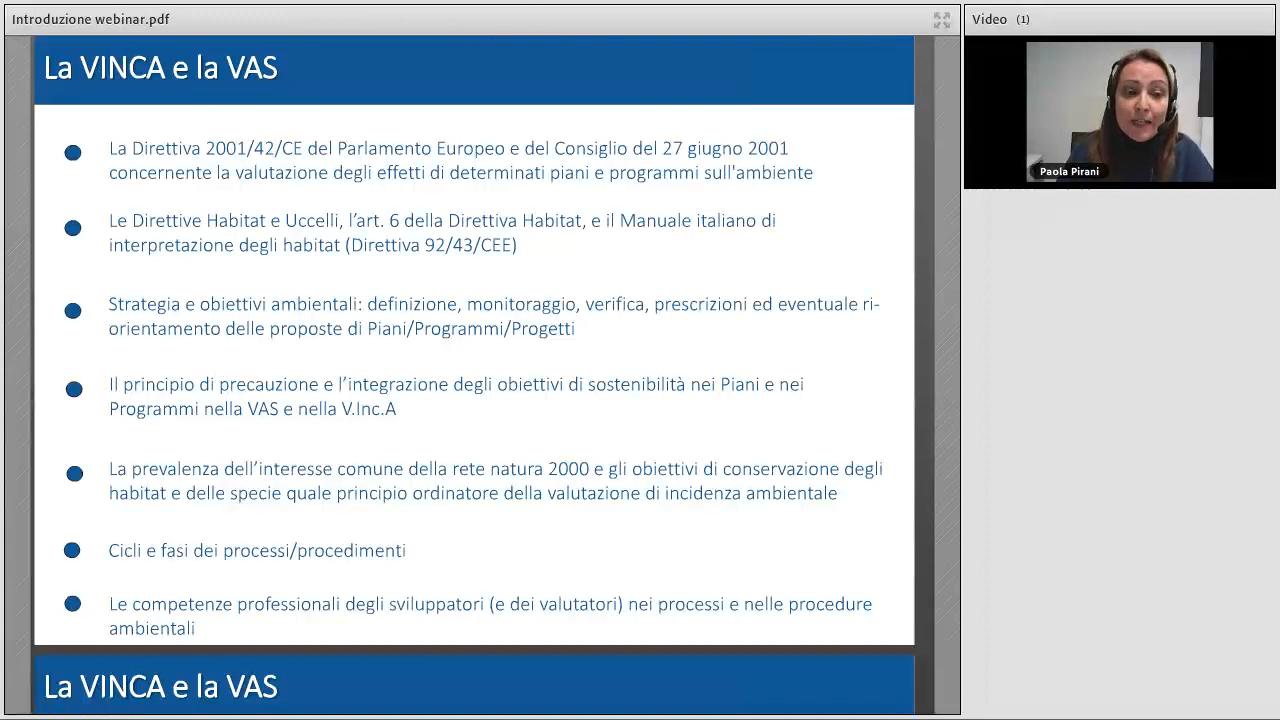 Introduzione webinar.pdf
Video (1)
La VINCA e la VAS
La Direttiva 2001/42/CE del Parlamento Europeo e del Consiglio del 27 giugno 2001
concernente la valutazione degli effetti di determinati piani e programmi sull'ambiente
Le Direttive Habitat e Uccelli, l’art. 6 della Direttiva Habitat, e il Manuale italiano di
interpretazione degli habitat (Direttiva 92/43/CEE)
Strategia e obiettivi ambientali: definizione, monitoraggio, verifica, prescrizioni ed eventuale ri-
orientamento delle proposte di Piani/Programmi/Progetti
Il principio di precauzione e l’integrazione degli obiettivi di sostenibilità nei Piani e nei
Programmi nella VAS e nella V.Inc.A
La prevalenza dell’interesse comune della rete natura 2000 e gli obiettivi di conservazione degli
habitat e delle specie quale principio ordinatore della valutazione di incidenza ambientale
Cicli e fasi dei processi/procedimenti
Le competenze professionali degli sviluppatori (e dei valutatori) nei processi e nelle procedure
ambientali
La VINCA e la VAS
Paola Pirani